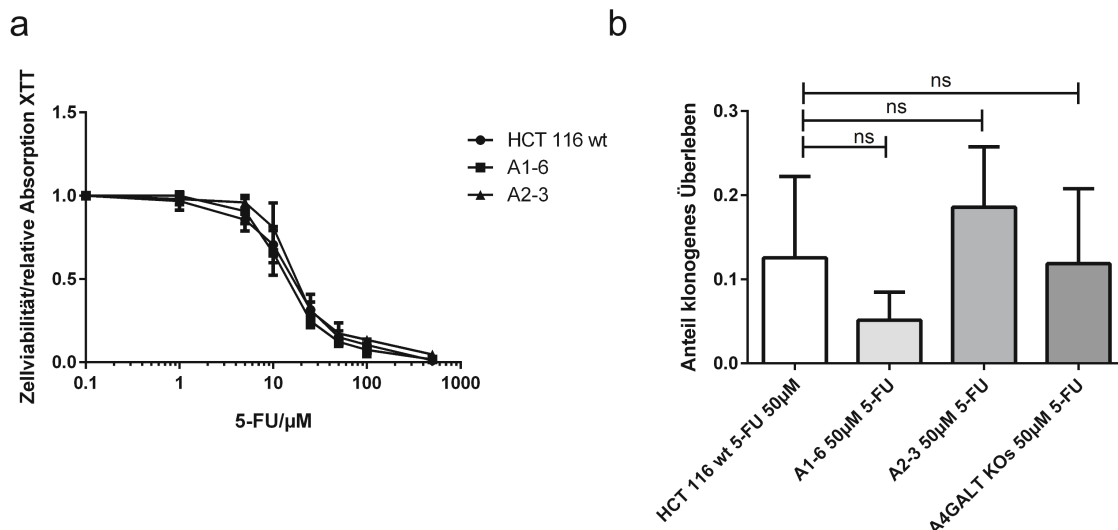 a
Zellviabilität/relative Absorption XTT
1.5
1.0
0.5
0.0
0.1
1
10
100
1000
5-FU/µM
HCT 116 wt
A1-6
A2-3
b
Anteil klonogenes Überleben
0.3
0.2
0.1
0.0
ns
ns
ns
HCT 116 wt 5-FU 50µM
A1-6 50µM 5-FU
A2-3 50µM 5-FU
A4GALT KOs 50µM 5-FU